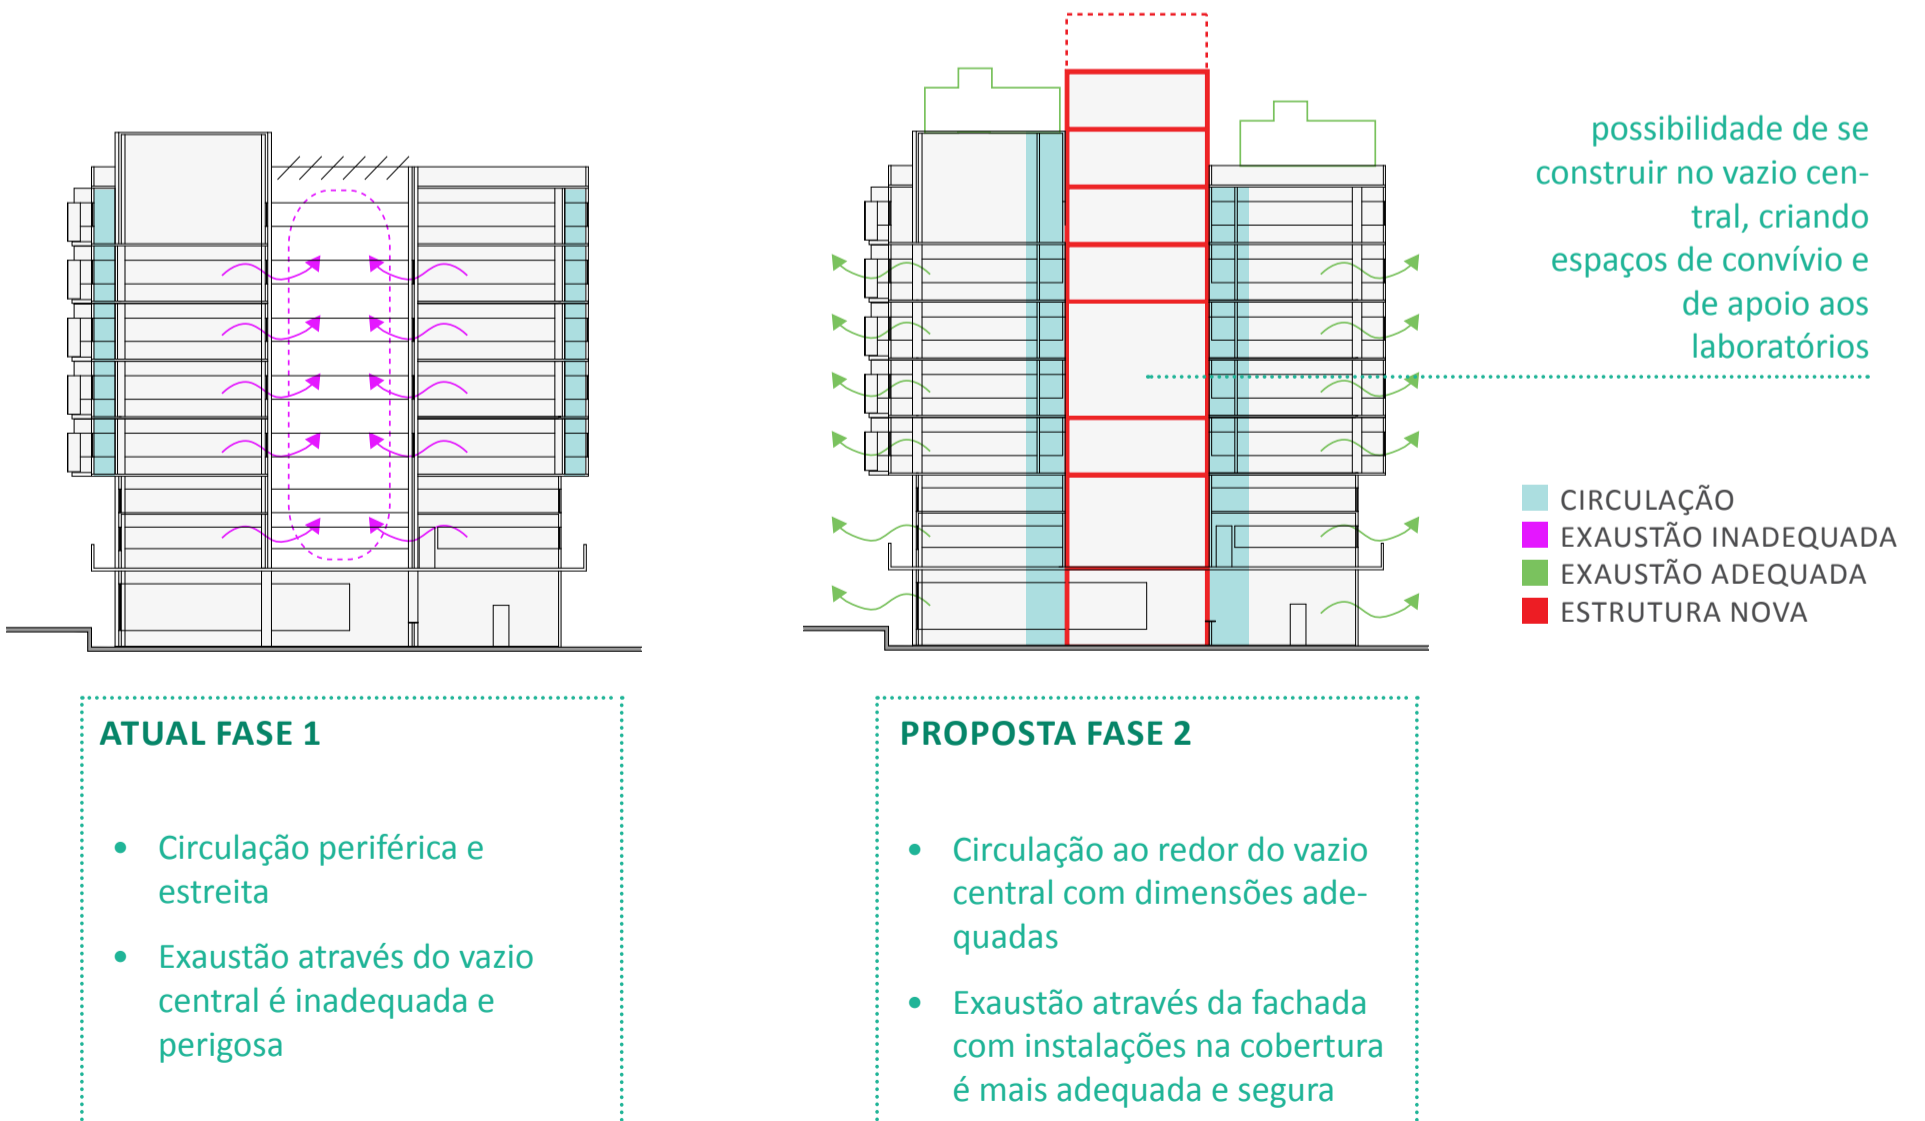 possibilidade de se
construir no vazio cen-
tral, criando
espaços de convívio e
de apoio aos
laboratórios
CIRCULAÇÃO
EXAUSTÃO INADEQUADA
EXAUSTÃO ADEQUADA
ESTRUTURA NOVA
ATUAL FASE 1
• Circulação periférica e
estreita
• Exaustão através do vazio
central é inadequada e
perigosa
PROPOSTA FASE 2
• Circulação ao redor do vazio
central com dimensões ade-
quadas
• Exaustão através da fachada
com instalações na cobertura
é mais adequada e segura